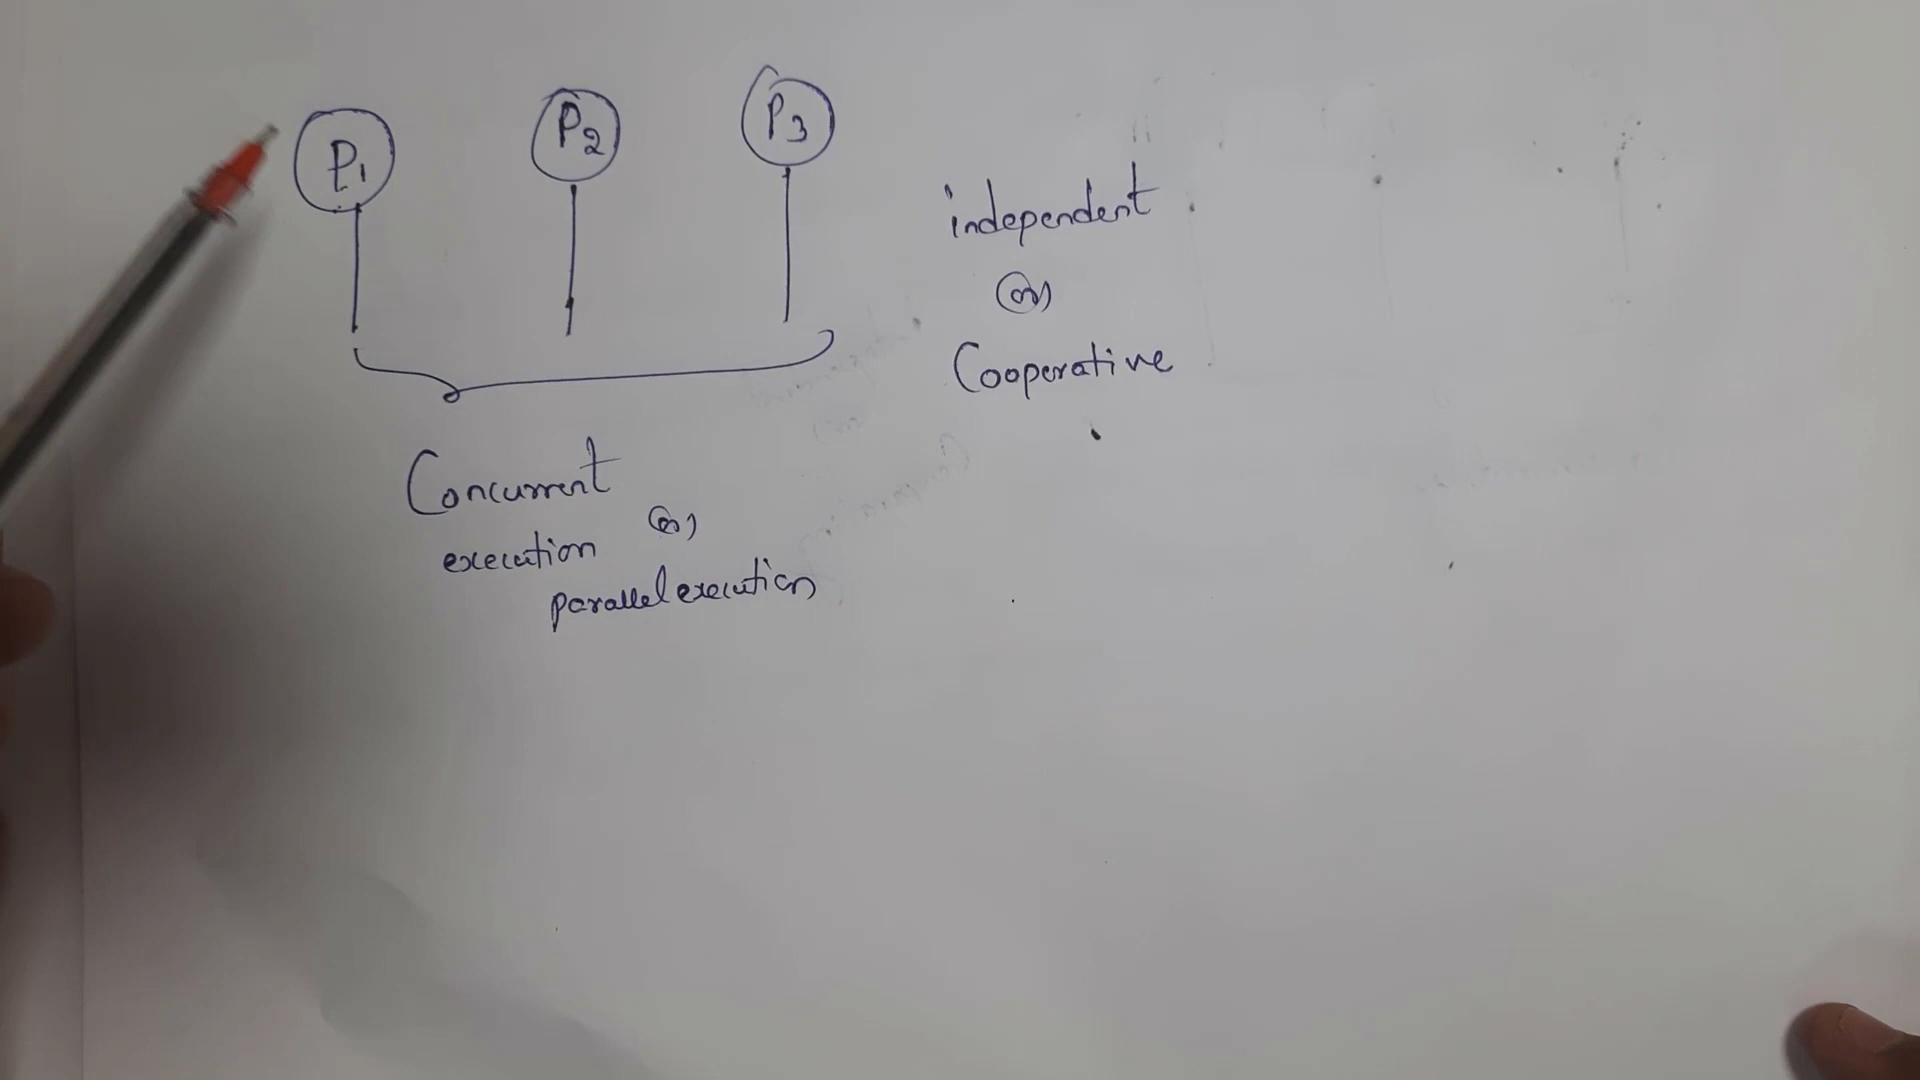 P1 P2 P3
independent
(or)
Cooperative
Concurrent
execution (or)
parallel execution